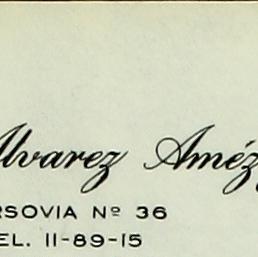 Alvarez Améz
RSOVIA Nº 36
EL. 11-89-15